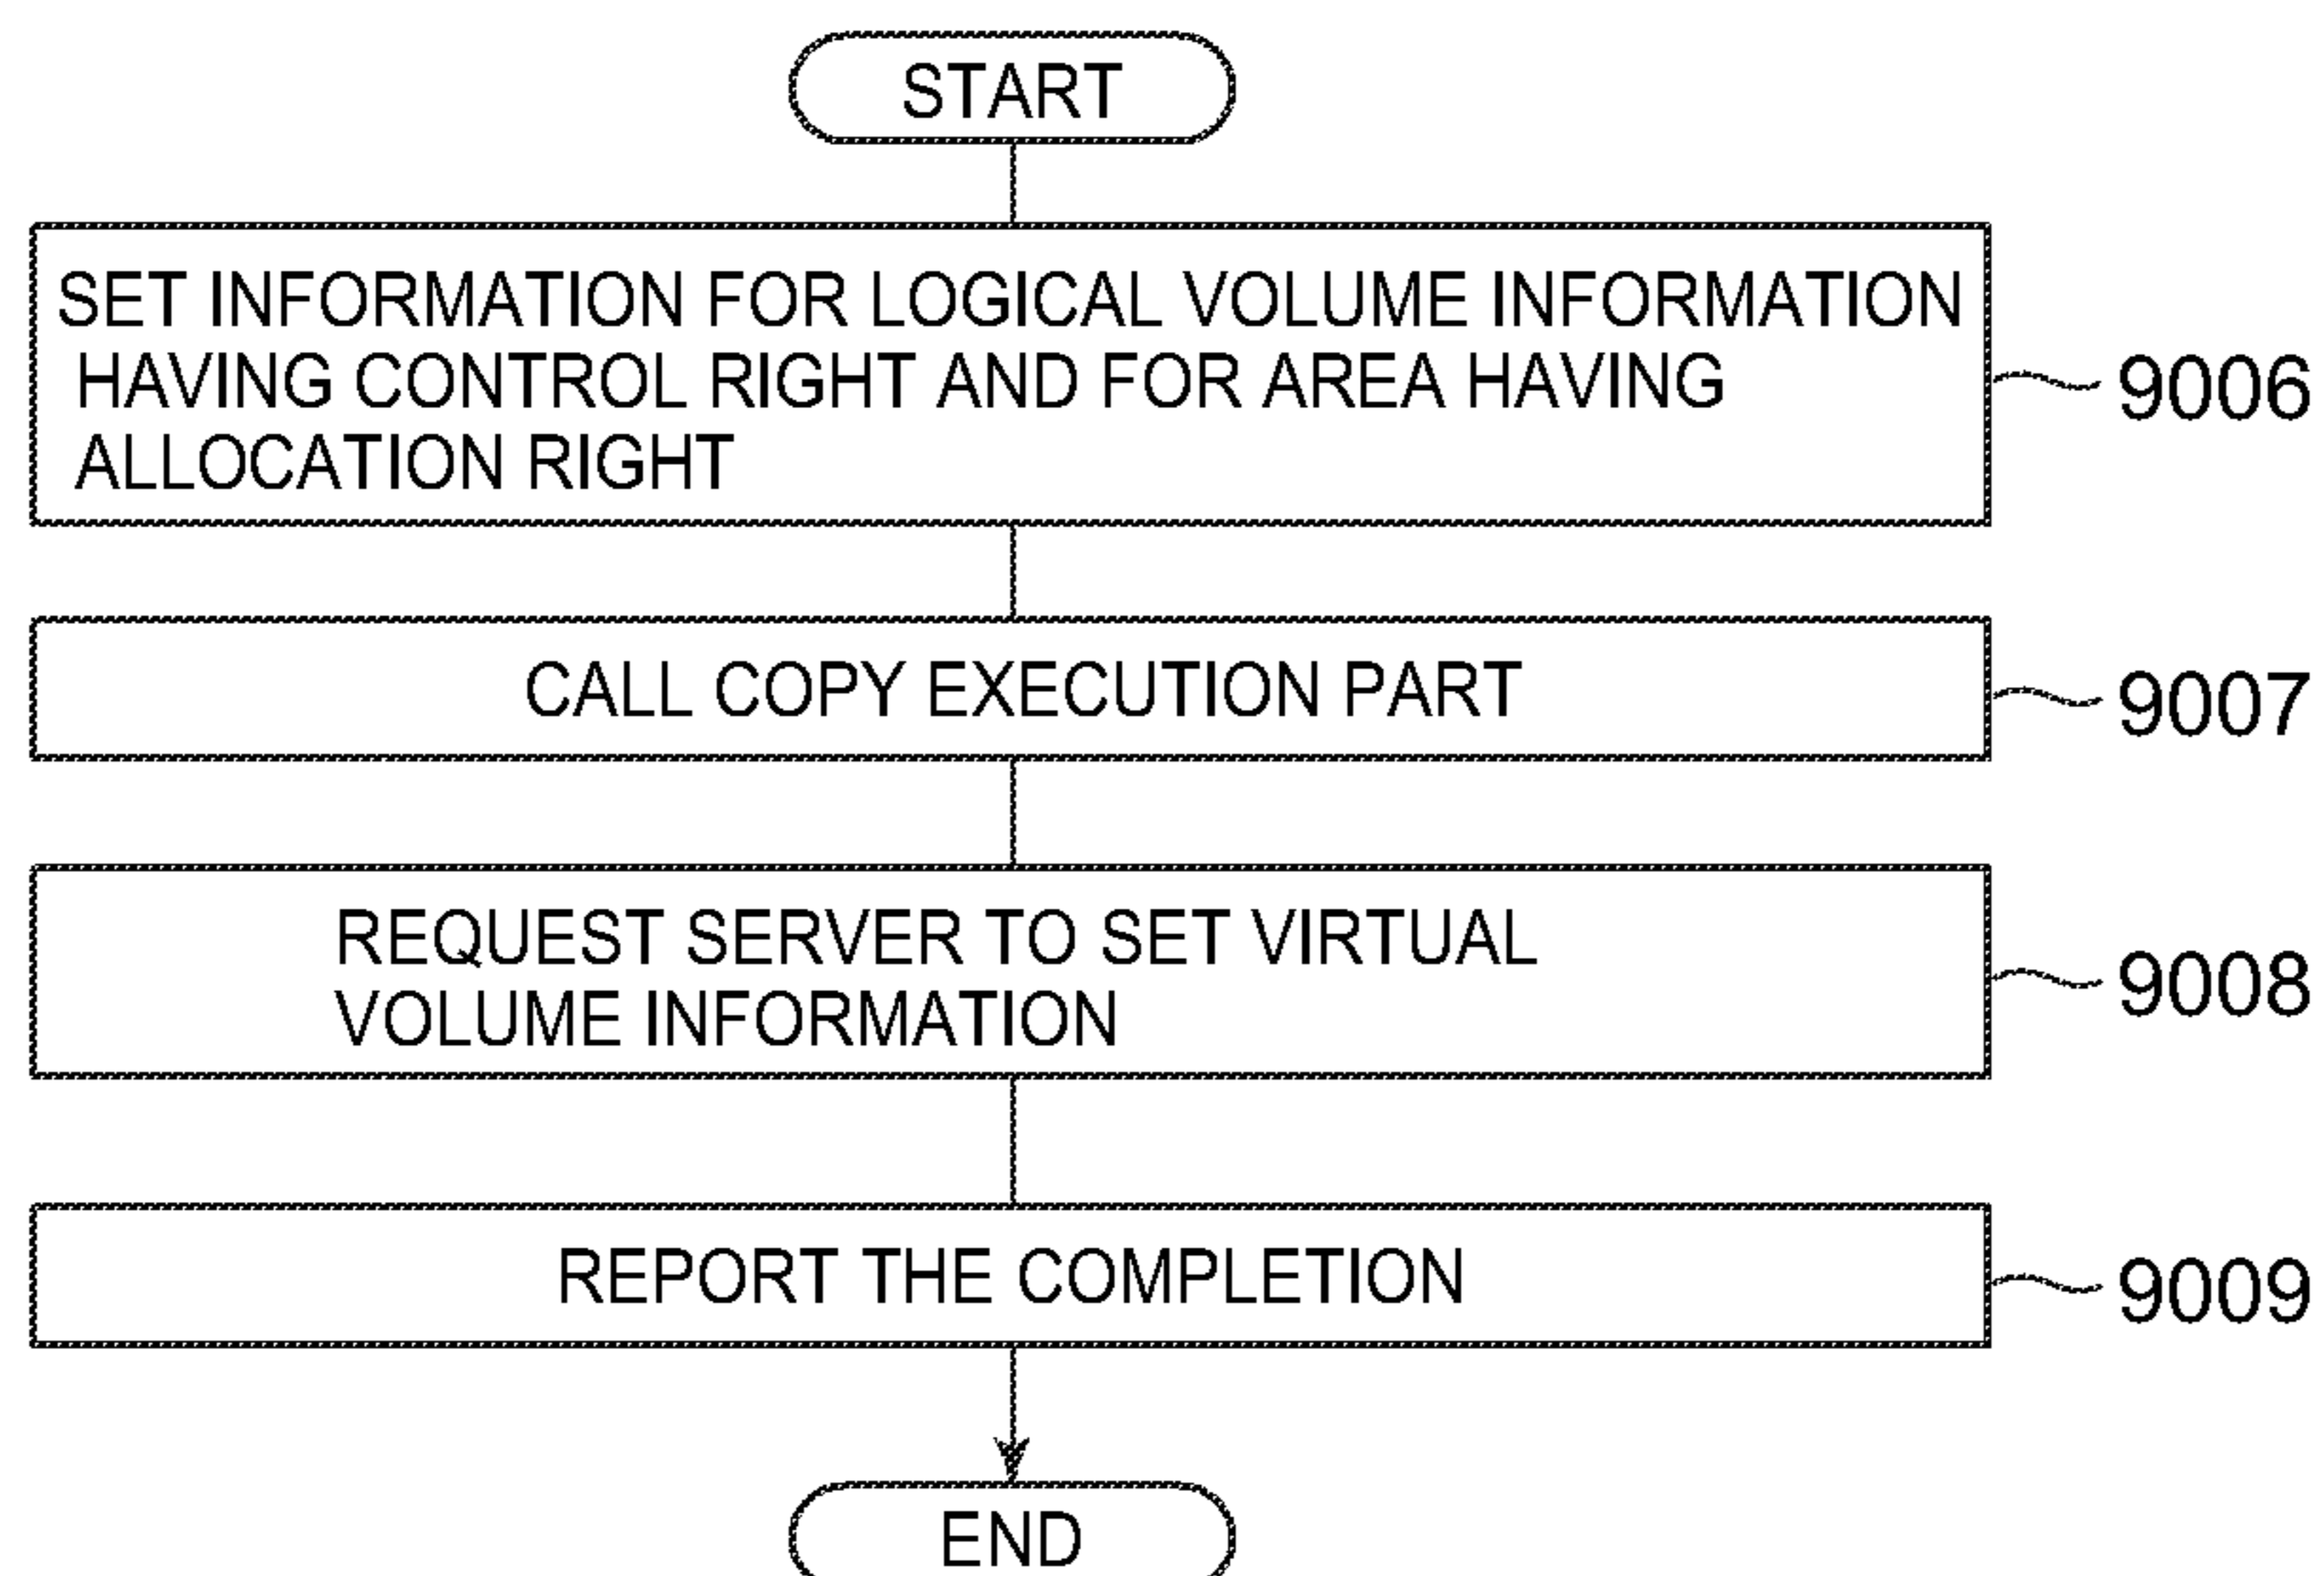 START
SET INFORMATION FOR LOGICAL VOLUME INFORMATION
HAVING CONTROL RIGHT AND FOR AREA HAVING
ALLOCATION RIGHT
9006
CALL COPY EXECUTION PART
9007
REQUEST SERVER TO SET VIRTUAL
VOLUME INFORMATION
9008
REPORT THE COMPLETION
9009
END